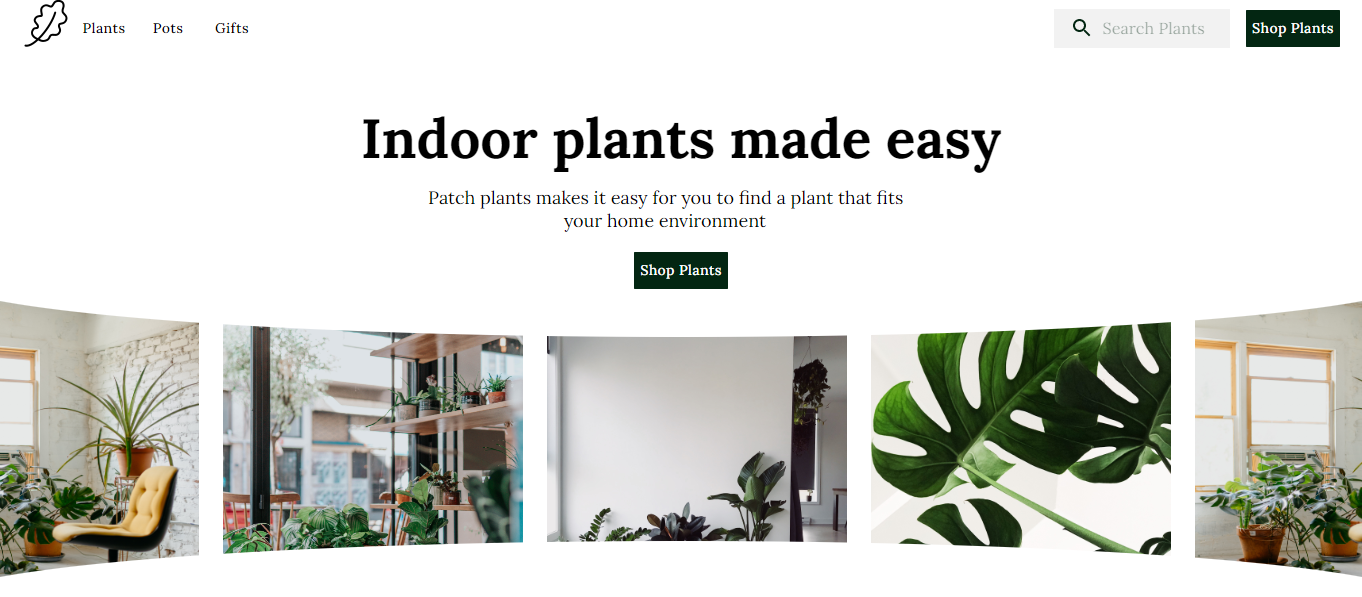 Plants
Pots
Gifts
Search Plants
Shop Plants
Indoor plants made easy
Patch plants makes it easy for you to find a plant that fits
your home environment
Shop Plants